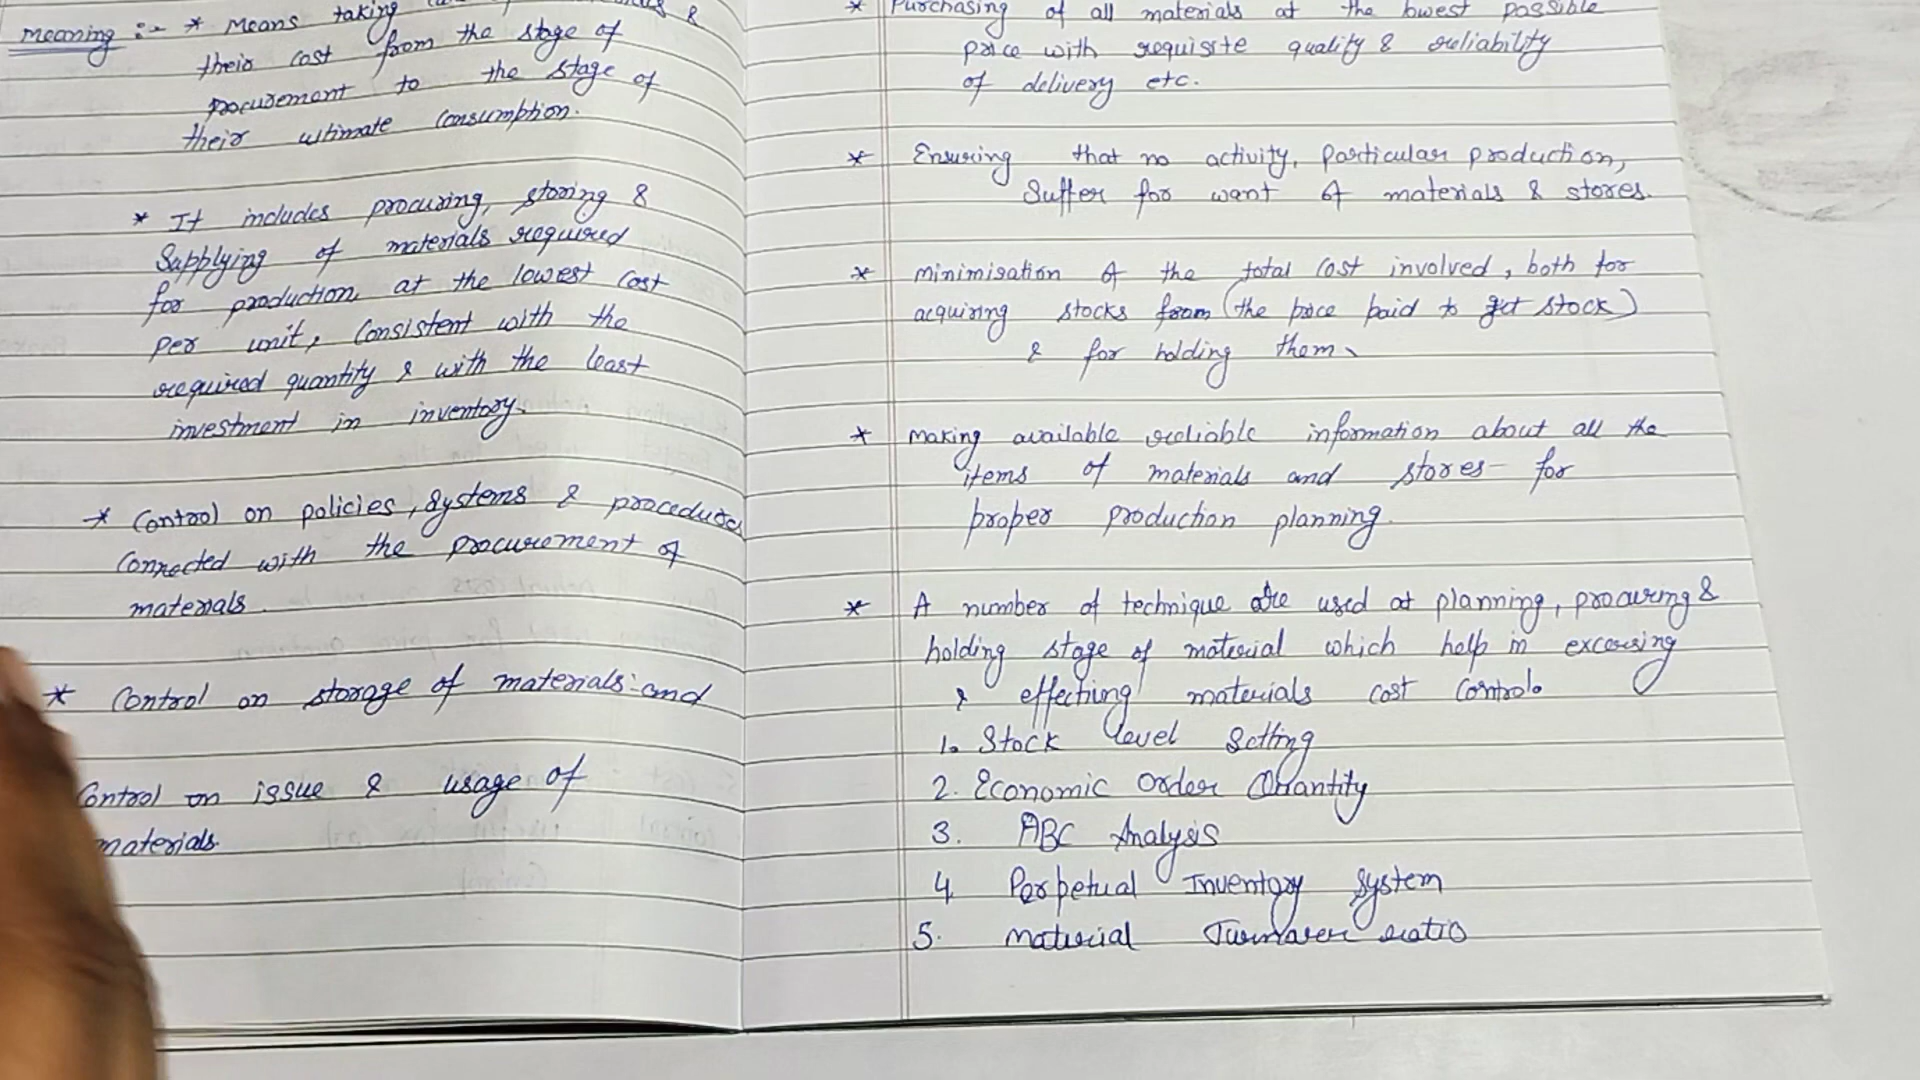 Meaning :- * Means taking &
their cost from the stage of
procurement to the stage of
their ultimate consumption.
* It includes procuring, storing &
Supplying of materials required
for production, at the lowest cost
per unit, Consistent with the
required quantity & with the least
investment in inventory.
* Control on policies, Systems & procedures
Connected with the procurement of
materials.
* Control on storage of materials and
Control on issue & usage of
materials.
* Purchasing of all materials at the lowest possible
price with requisite quality & reliability
of delivery etc.
* Ensuring that no activity, Particular production,
Suffer for want of materials & stores.
* minimisation of the total cost involved, both for
acquiring stocks from (the price paid to get stock)
& for holding them.
* Making available reliable information about all the
items of materials and stores for
proper production planning.
* A number of technique are used at planning, procuring &
holding stage of material which help in
& effecting materials cost Control.
1. Stock level Setting
2. Economic Order Quantity
3. ABC Analysis
4 Perpetual Inventory System
5. Material Turnover ratio